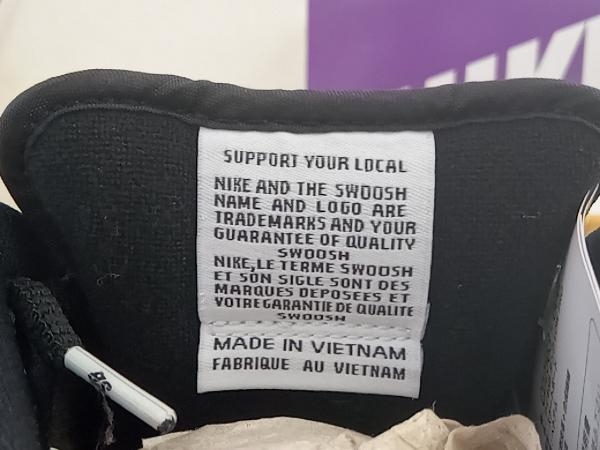 NIKE
SUPPORT YOUR LOCAL
NIKE AND THE SWOOSH
NAME AND LOGO ARE
TRADEMARKS AND YOUR
GUARANTEE OF QUALITY
SWOOSH
NIKE,LE TERME SWOOSH
ET SON SIGLE SONT DES
MARQUES DEPOSEES ET
VOTRE GARANTIE DE QUALITE
SWOOSH
MADE IN VIETNAM
FABRIQUE AU VIETNAM